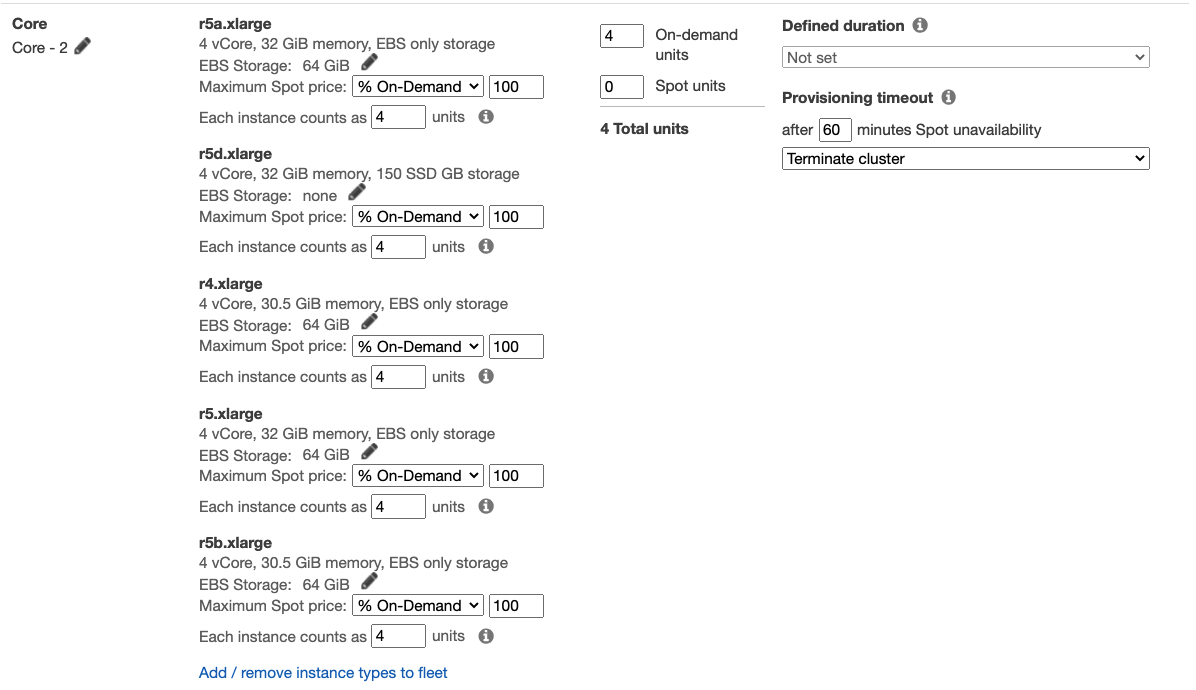 Core
Core - 2
r5a.xlarge
4 vCore, 32 GiB memory, EBS only storage
EBS Storage: 64 GiB
Maximum Spot price: % On-Demand 100
Each instance counts as 4 units
r5d.xlarge
4 vCore, 32 GiB memory, 150 SSD GB storage
EBS Storage: none
Maximum Spot price: % On-Demand 100
Each instance counts as 4 units
r4.xlarge
4 vCore, 30.5 GiB memory, EBS only storage
EBS Storage: 64 GiB
Maximum Spot price: % On-Demand 100
Each instance counts as 4 units
r5.xlarge
4 vCore, 32 GiB memory, EBS only storage
EBS Storage: 64 GiB
Maximum Spot price: % On-Demand 100
Each instance counts as 4 units
r5b.xlarge
4 vCore, 30.5 GiB memory, EBS only storage
EBS Storage: 64 GiB
Maximum Spot price: % On-Demand 100
Each instance counts as 4 units
Add / remove instance types to fleet
4 On-demand
units
0 Spot units
4 Total units
Defined duration
Not set
Provisioning timeout
after 60 minutes Spot unavailability
Terminate cluster